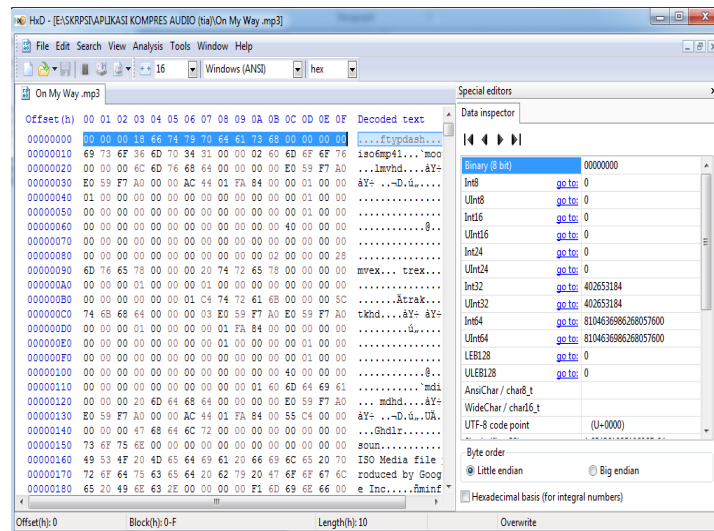 HxD - [E:\SKRPSI\APLIKASI KOMPRES AUDIO (tia)\On My Way .mp3]
File Edit Search View Analysis Tools Window Help
16 Windows (ANSI) hex
On My Way .mp3
Special editors
Data inspector
Offset(h) 00 01 02 03 04 05 06 07 08 09 0A 0B 0C 0D 0E 0F Decoded text
00000000 00 00 00 18 66 74 79 70 64 61 73 68 00 00 00 00 ....ftypdash....
00000010 69 73 6F 36 6D 70 34 31 00 00 02 60 6D 6F 6F 76 iso6mp41...`moo
00000020 00 00 00 6C 6D 76 68 64 00 00 00 00 E0 59 F7 A0 ...lmvhd....àY÷
00000030 E0 59 F7 A0 00 00 AC 44 01 FA 84 00 00 01 00 00 àY÷ ..¬D.ú„....
00000040 01 00 00 00 00 00 00 00 00 00 00 00 00 01 00 00 ...............
00000050 00 00 00 00 00 00 00 00 00 00 00 00 00 01 00 00 ...............
00000060 00 00 00 00 00 00 00 00 00 00 00 00 40 00 00 00 ............@..
00000070 00 00 00 00 00 00 00 00 00 00 00 00 00 00 00 00 ...............
00000080 00 00 00 00 00 00 00 00 00 00 00 02 00 00 00 28 ...............
00000090 6D 76 65 78 00 00 00 20 74 72 65 78 00 00 00 00 mvex... trex...
000000A0 00 00 00 01 00 00 00 01 00 00 00 00 00 00 00 00 ...............
000000B0 00 00 00 00 00 00 01 C4 74 72 61 6B 00 00 00 5C .......Ätrak...
000000C0 74 6B 68 64 00 00 00 03 E0 59 F7 A0 E0 59 F7 A0 tkhd....àY÷ àY÷
000000D0 00 00 00 01 00 00 00 00 01 FA 84 00 00 00 00 00 .........ú„....
000000E0 00 00 00 00 00 00 00 00 01 00 00 00 00 00 00 00 ...............
000000F0 00 00 00 00 00 00 00 00 00 00 00 00 00 01 00 00 ...............
00000100 00 00 00 00 00 00 00 00 00 00 00 00 40 00 00 00 ............@..
00000110 00 00 00 00 00 00 00 00 00 00 01 60 6D 64 69 61 ...........`mdi
00000120 00 00 00 20 6D 64 68 64 00 00 00 00 E0 59 F7 A0 ... mdhd....àY÷
00000130 E0 59 F7 A0 00 00 AC 44 01 FA 84 00 55 C4 00 00 àY÷ ..¬D.ú„.UÄ.
00000140 00 00 00 47 68 64 6C 72 00 00 00 00 00 00 00 00 ...Ghdlr.......
00000150 73 6F 75 6E 00 00 00 00 00 00 00 00 00 00 00 00 soun...........
00000160 49 53 4F 20 4D 65 64 69 61 20 66 69 6C 65 20 70 ISO Media file
00000170 72 6F 64 75 63 65 64 20 62 79 20 47 6F 6F 67 6C roduced by Goog
00000180 65 20 49 6E 63 2E 00 00 00 00 F1 6D 69 6E 66 00 e Inc.....ñminf
Binary (8 bit) 00000000
Int8 go to: 0
UInt8 go to: 0
Int16 go to: 0
UInt16 go to: 0
Int24 go to: 0
UInt24 go to: 0
Int32 go to: 402653184
UInt32 go to: 402653184
Int64 go to: 8104636986268057600
UInt64 go to: 8104636986268057600
LEB128 go to: 0
ULEB128 go to: 0
AnsiChar / char8_t
WideChar / char16_t
UTF-8 code point (U+0000)
Byte order
Little endian Big endian
Hexadecimal basis (for integral numbers)
Offset(h): 0 Block(h): 0-F Length(h): 10 Overwrite